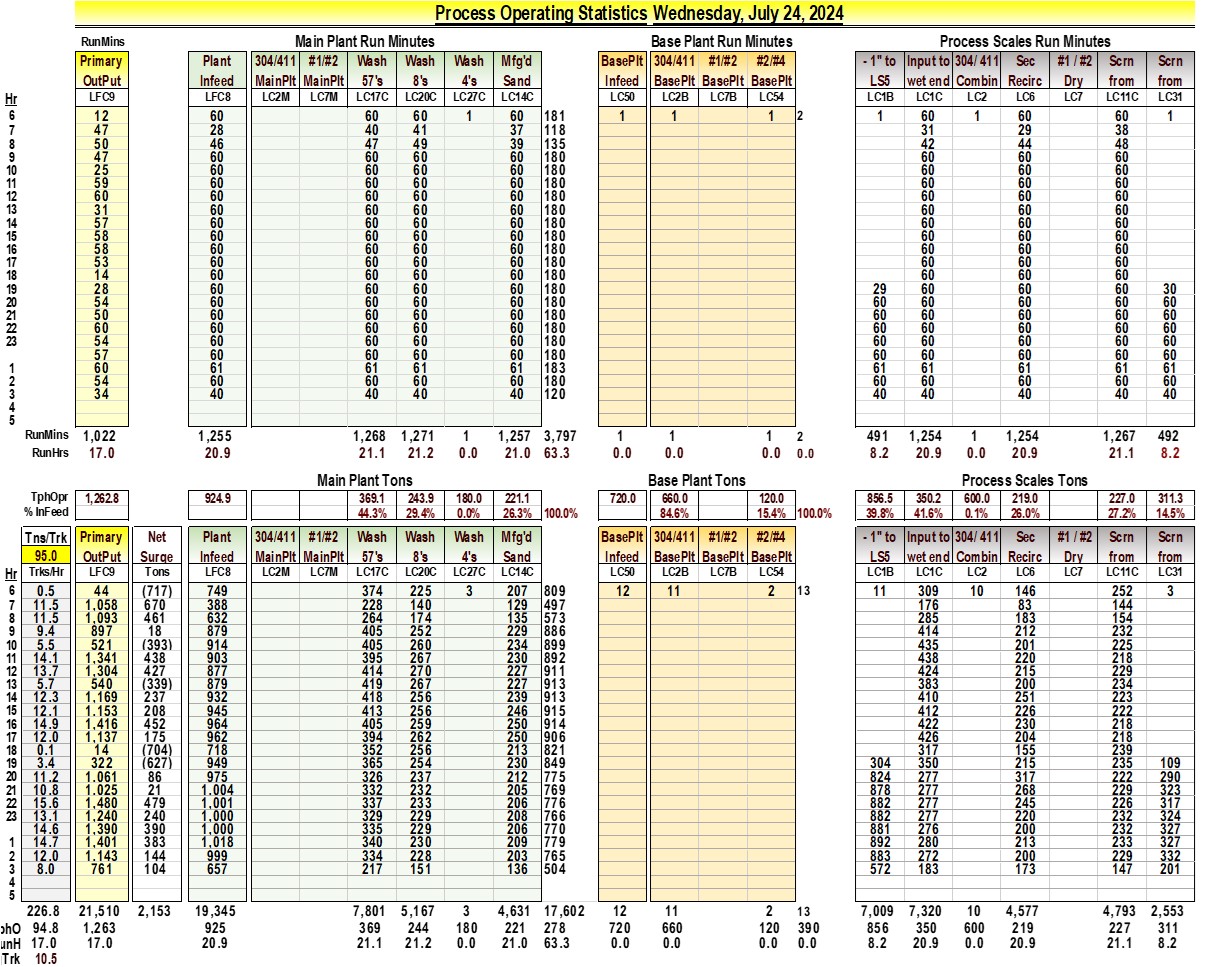 Process Operating Statistics Wednesday, July 24, 2024
RunMins Main Plant Run Minutes Base Plant Run Minutes Process Scales Run Minutes
Primary Plant 304/411 #1/#2 Wash Wash Wash Mfg'd BasePlt 304/411 #1/#2 #2/#4 - 1" to Input to 304/ 411 Sec #1 / #2 Scrn Scrn
OutPut Infeed MainPlt MainPlt 57's 8's 4's Sand Infeed BasePlt BasePlt BasePlt LS5 wet end Combin Recirc Dry from from
Hr LFC9 LFC8 LC2M LC7M LC17C LC20C LC27C LC14C LC50 LC2B LC7B LC54 LC1B LC1C LC2 LC6 LC7 LC11C LC31
6 12 60 60 60 1 60 181 1 1 1 2 1 60 1 60 60 1
7 47 28 40 41 37 118 31 29 38
8 50 46 47 49 39 135 42 44 48
9 47 60 60 60 60 180 60 60 60
10 25 60 60 60 60 180 60 60 60
11 59 60 60 60 60 180 60 60 60
12 60 60 60 60 60 180 60 60 60
13 31 60 60 60 60 180 60 60 60
14 57 60 60 60 60 180 60 60 60
15 58 60 60 60 60 180 60 60 60
16 58 60 60 60 60 180 60 60 60
17 53 60 60 60 60 180 60 60 60
18 14 60 60 60 60 180 60 60 60
19 28 60 60 60 60 180 29 60 60 60 30
20 54 60 60 60 60 180 60 60 60 60 60
21 50 60 60 60 60 180 60 60 60 60 60
22 60 60 60 60 60 180 60 60 60 60 60
23 54 60 60 60 60 180 60 60 60 60 60
57 60 60 60 60 180 60 60 60 60 60
1 60 61 61 61 61 183 61 61 61 61 61
2 54 60 60 60 60 180 60 60 60 60 60
3 34 40 40 40 40 120 40 40 40 40 40
4
5
RunMins 1,022 1,255 1,268 1,271 1 1,257 3,797 1 1 1 2 491 1,254 1 1,254 1,267 492
RunHrs 17.0 20.9 21.1 21.2 0.0 21.0 63.3 0.0 0.0 0.0 0.0 8.2 20.9 0.0 20.9 21.1 8.2
Main Plant Tons Base Plant Tons Process Scales Tons
TphOpr 1,262.8 924.9 369.1 243.9 180.0 221.1 720.0 660.0 120.0 856.5 350.2 600.0 219.0 227.0 311.3
% InFeed 44.3% 29.4% 0.0% 26.3% 100.0% 84.6% 15.4% 100.0% 39.8% 41.6% 0.1% 26.0% 27.2% 14.5%
Tns/Trk Primary Net Plant 304/411 #1/#2 Wash Wash Wash Mfg'd BasePlt 304/411 #1/#2 #2/#4 - 1" to Input to 304/ 411 Sec #1 / #2 Scrn Scrn
95.0 OutPut Surge Infeed MainPlt MainPlt 57's 8's 4's Sand Infeed BasePlt BasePlt BasePlt LS5 wet end Combin Recirc Dry from from
Hr Trks/Hr LFC9 Tons LFC8 LC2M LC7M LC17C LC20C LC27C LC14C LC50 LC2B LC7B LC54 LC1B LC1C LC2 LC6 LC7 LC11C LC31
6 0.5 44 (717) 749 374 225 3 207 809 12 11 2 13 11 309 10 146 252 3
7 11.5 1,058 670 388 228 140 129 497 176 83 144
8 11.5 1,093 461 632 264 174 135 573 285 183 154
9 9.4 897 18 879 405 252 229 886 414 212 232
10 5.5 521 (393) 914 405 260 234 899 435 201 225
11 14.1 1,341 438 903 395 267 230 892 438 220 218
12 13.7 1,304 427 877 414 270 227 911 424 215 229
13 5.7 540 (339) 879 419 267 227 913 383 200 234
14 12.3 1,169 237 932 418 256 239 913 410 251 223
15 12.1 1,153 208 945 413 256 246 915 412 226 222
16 14.9 1,416 452 964 405 259 250 914 422 230 218
17 12.0 1,137 175 962 394 262 250 906 426 204 218
18 0.1 14 (704) 718 352 256 213 821 317 155 239
19 3.4 322 (627) 949 365 254 230 849 304 350 215 235 109
20 11.2 1,061 86 975 326 237 212 775 824 277 317 222 290
21 10.8 1,025 21 1,004 332 232 205 769 878 277 268 229 323
22 15.6 1,480 479 1,001 337 233 206 776 882 277 245 226 317
23 13.1 1,240 240 1,000 329 229 208 766 882 277 220 232 324
14.6 1,390 390 1,000 335 229 206 770 881 276 200 232 327
1 14.7 1,401 383 1,018 340 230 209 779 892 280 213 233 327
2 12.0 1,143 144 999 334 228 203 765 883 272 200 229 332
3 8.0 761 104 657 217 151 136 504 572 183 173 147 201
4
5
226.8 21,510 2,153 19,345 7,801 5,167 3 4,631 17,602 12 11 2 13 7,009 7,320 10 4,577 4,793 2,553
phO 94.8 1,263 925 369 244 180 221 278 720 660 120 390 856 350 600 219 227 311
unH 17.0 17.0 20.9 21.1 21.2 0.0 21.0 63.3 0.0 0.0 0.0 0.0 8.2 20.9 0.0 20.9 21.1 8.2
Trk 10.5